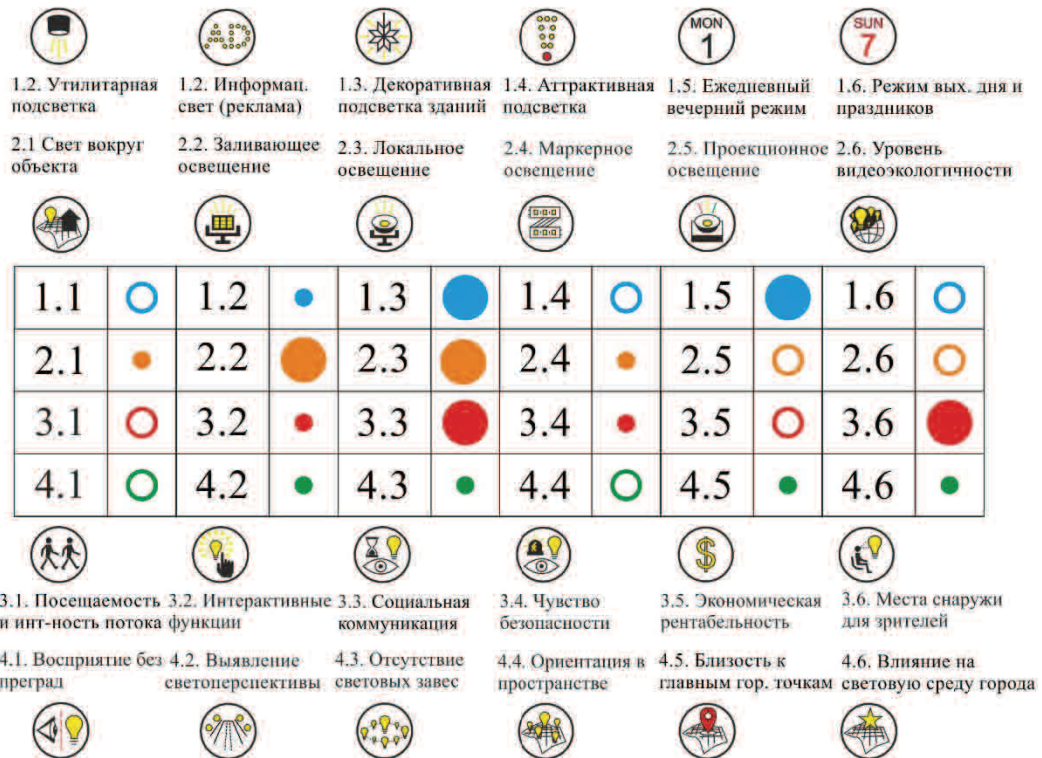 MON
1
SUN
7
1.2. Утилитарная
подсветка
1.2. Информац.
свет (реклама)
1.3. Декоративная
подсветка зданий
1.4. Аттрактивная
подсветка
1.5. Ежедневный
вечерний режим
1.6. Режим вых. дня и
праздников
2.1 Свет вокруг
объекта
2.2. Заливающее
освещение
2.3. Локальное
освещение
2.4. Маркерное
освещение
2.5. Проекционное
освещение
2.6. Уровень
видеоэкологичности
1.1 1.2 1.3 1.4 1.5 1.6
2.1 2.2 2.3 2.4 2.5 2.6
3.1 3.2 3.3 3.4 3.5 3.6
4.1 4.2 4.3 4.4 4.5 4.6
$
3.1. Посещаемость
и инт-ность потока
3.2. Интерактивные
функции
3.3. Социальная
коммуникация
3.4. Чувство
безопасности
3.5. Экономическая
рентабельность
3.6. Места снаружи
для зрителей
4.1. Восприятие без
преград
4.2. Выявление
светоперспективы
4.3. Отсутствие
световых завес
4.4. Ориентация в
пространстве
4.5. Близость к
главным гор. точкам
4.6. Влияние на
световую среду города